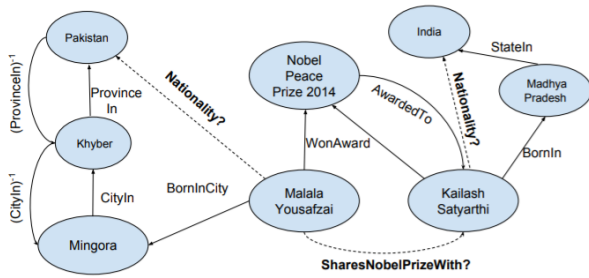 Pakistan
India
StateIn
Nobel
Peace
Prize 2014
Madhya
Pradesh
(ProvinceIn)⁻¹
Province
In
Nationality?
AwardedTo
Nationality?
Khyber
WonAward
BornIn
(CityIn)⁻¹
CityIn
BornInCity
Malala
Yousafzai
Kailash
Satyarthi
Mingora
SharesNobelPrizeWith?